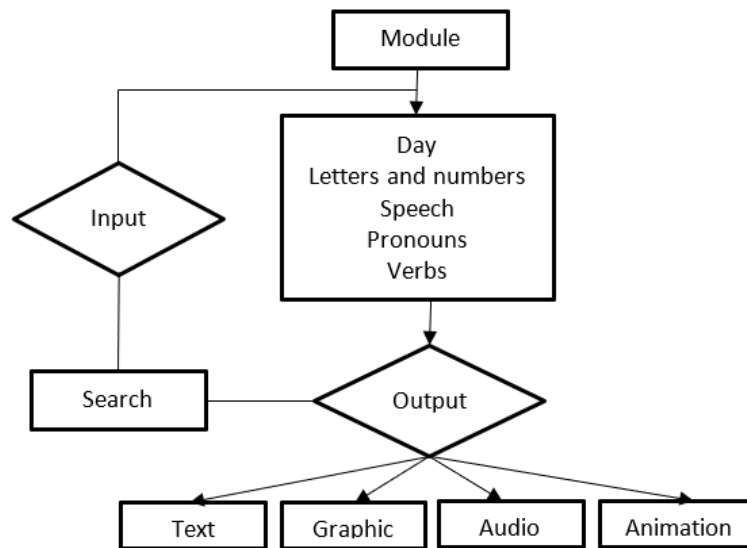 Module
Day
Letters and numbers
Speech
Pronouns
Verbs
Input
Search
Output
Text
Graphic
Audio
Animation